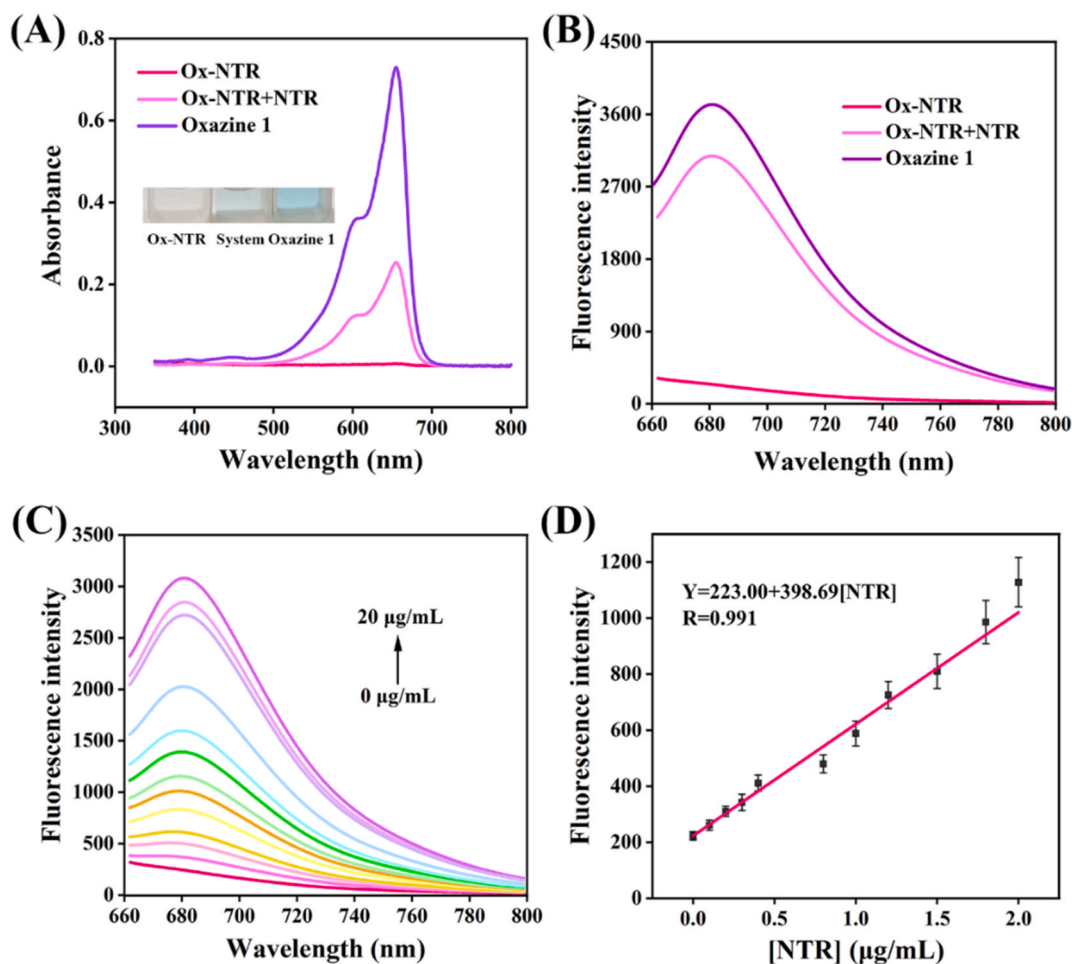 (A)
0.8
0.6
0.4
0.2
0.0
Absorbance
Ox-NTR
Ox-NTR+NTR
Oxazine 1
Ox-NTR System Oxazine 1
300 400 500 600 700 800
Wavelength (nm)
(B)
4500
3600
2700
1800
900
0
Fluorescence intensity
Ox-NTR
Ox-NTR+NTR
Oxazine 1
660 680 700 720 740 760 780 800
Wavelength (nm)
(C)
3500
3000
2500
2000
1500
1000
500
0
Fluorescence intensity
20 μg/mL
0 μg/mL
660 680 700 720 740 760 780 800
Wavelength (nm)
(D)
1200
1000
800
600
400
200
0
Fluorescence intensity
Y=223.00+398.69[NTR]
R=0.991
0.0 0.5 1.0 1.5 2.0
[NTR] (μg/mL)